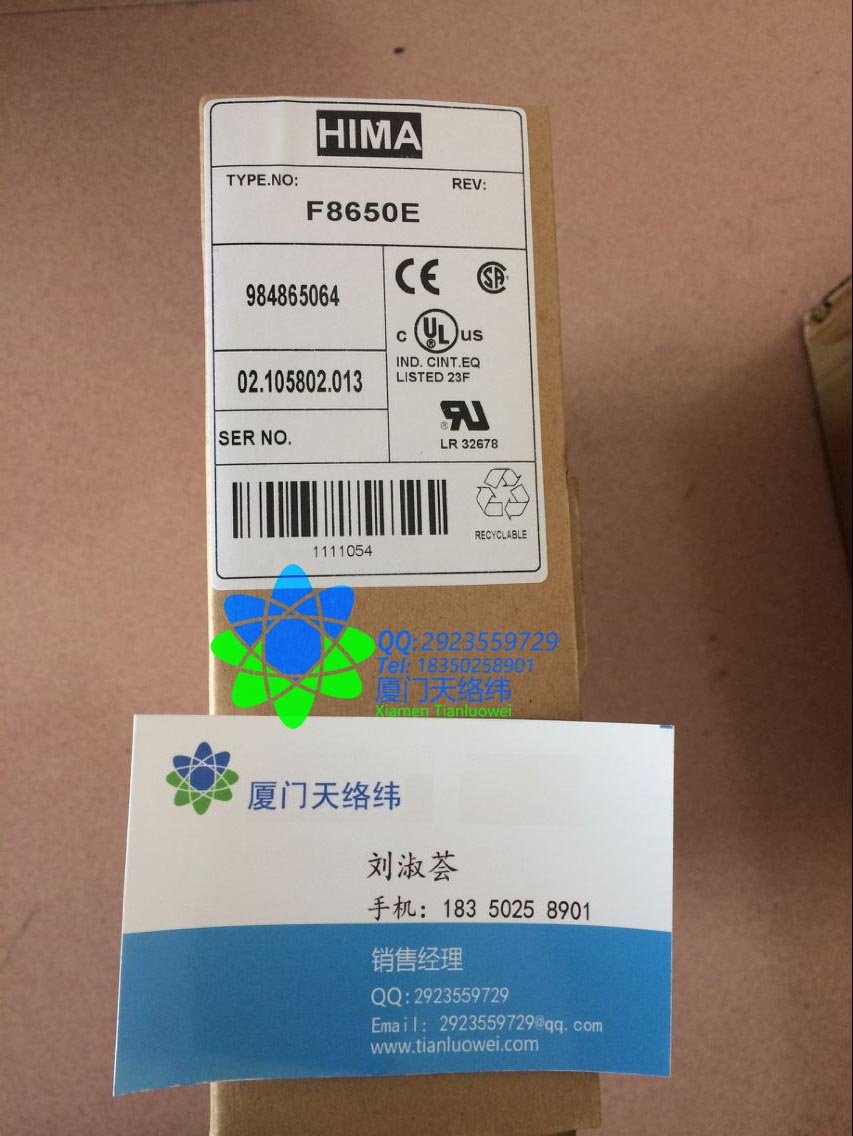 HIMA
TYPE.NO:
REV:
F8650E
984865064
02.105802.013
SER NO.
CE
SA
C UL US
®
IND. CINT.EQ
LISTED 23F
RU
®
LR 32678
1111054
RECYCLABLE
QQ:2923559729
Tel: 18350258901
厦门天络纬
Xiamen Tianluowei
厦门天络纬
刘淑荟
手机: 183 5025 8901
销售经理
QQ:2923559729
Email: 2923559729@qq.com
www.tianluowei.com